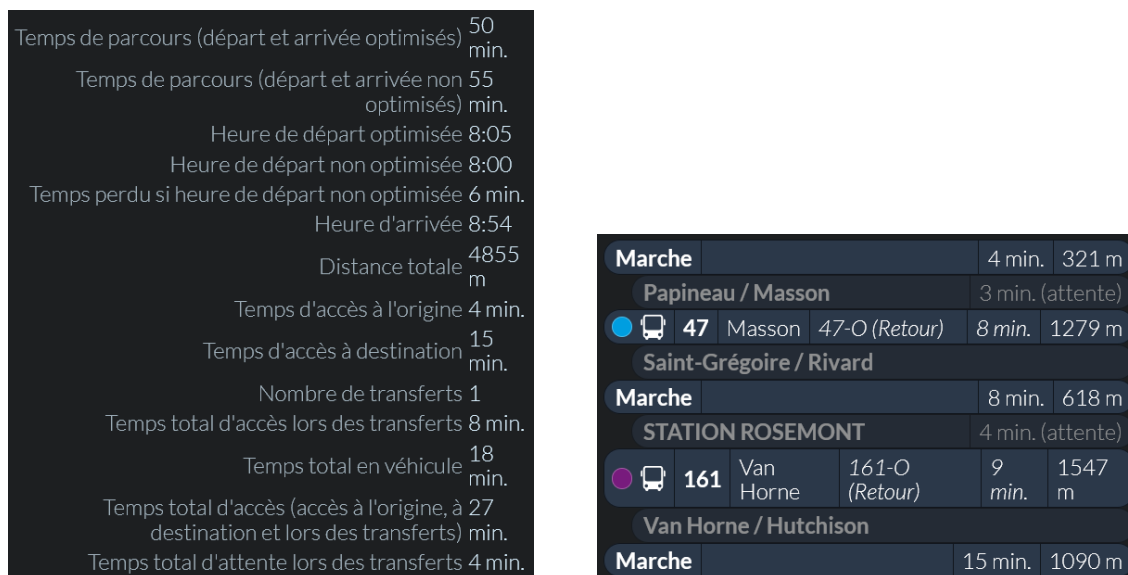 Temps de parcours (départ et arrivée optimisés) 50 min.
Temps de parcours (départ et arrivée non optimisés) 55 min.
Heure de départ optimisée 8:05
Heure de départ non optimisée 8:00
Temps perdu si heure de départ non optimisée 6 min.
Heure d'arrivée 8:54
Distance totale 4855 m
Temps d'accès à l'origine 4 min.
Temps d'accès à destination 15 min.
Nombre de transferts 1
Temps total d'accès lors des transferts 8 min.
Temps total en véhicule 18 min.
Temps total d'accès (accès à l'origine, à destination et lors des transferts) 27 min.
Temps total d'attente lors des transferts 4 min.
Marche 4 min. 321 m
Papineau / Masson 3 min. (attente)
47 Masson 47-O (Retour) 8 min. 1279 m
Saint-Grégoire / Rivard
Marche 8 min. 618 m
STATION ROSEMONT 4 min. (attente)
161 Van Horne 161-O (Retour) 9 min. 1547 m
Van Horne / Hutchison
Marche 15 min. 1090 m